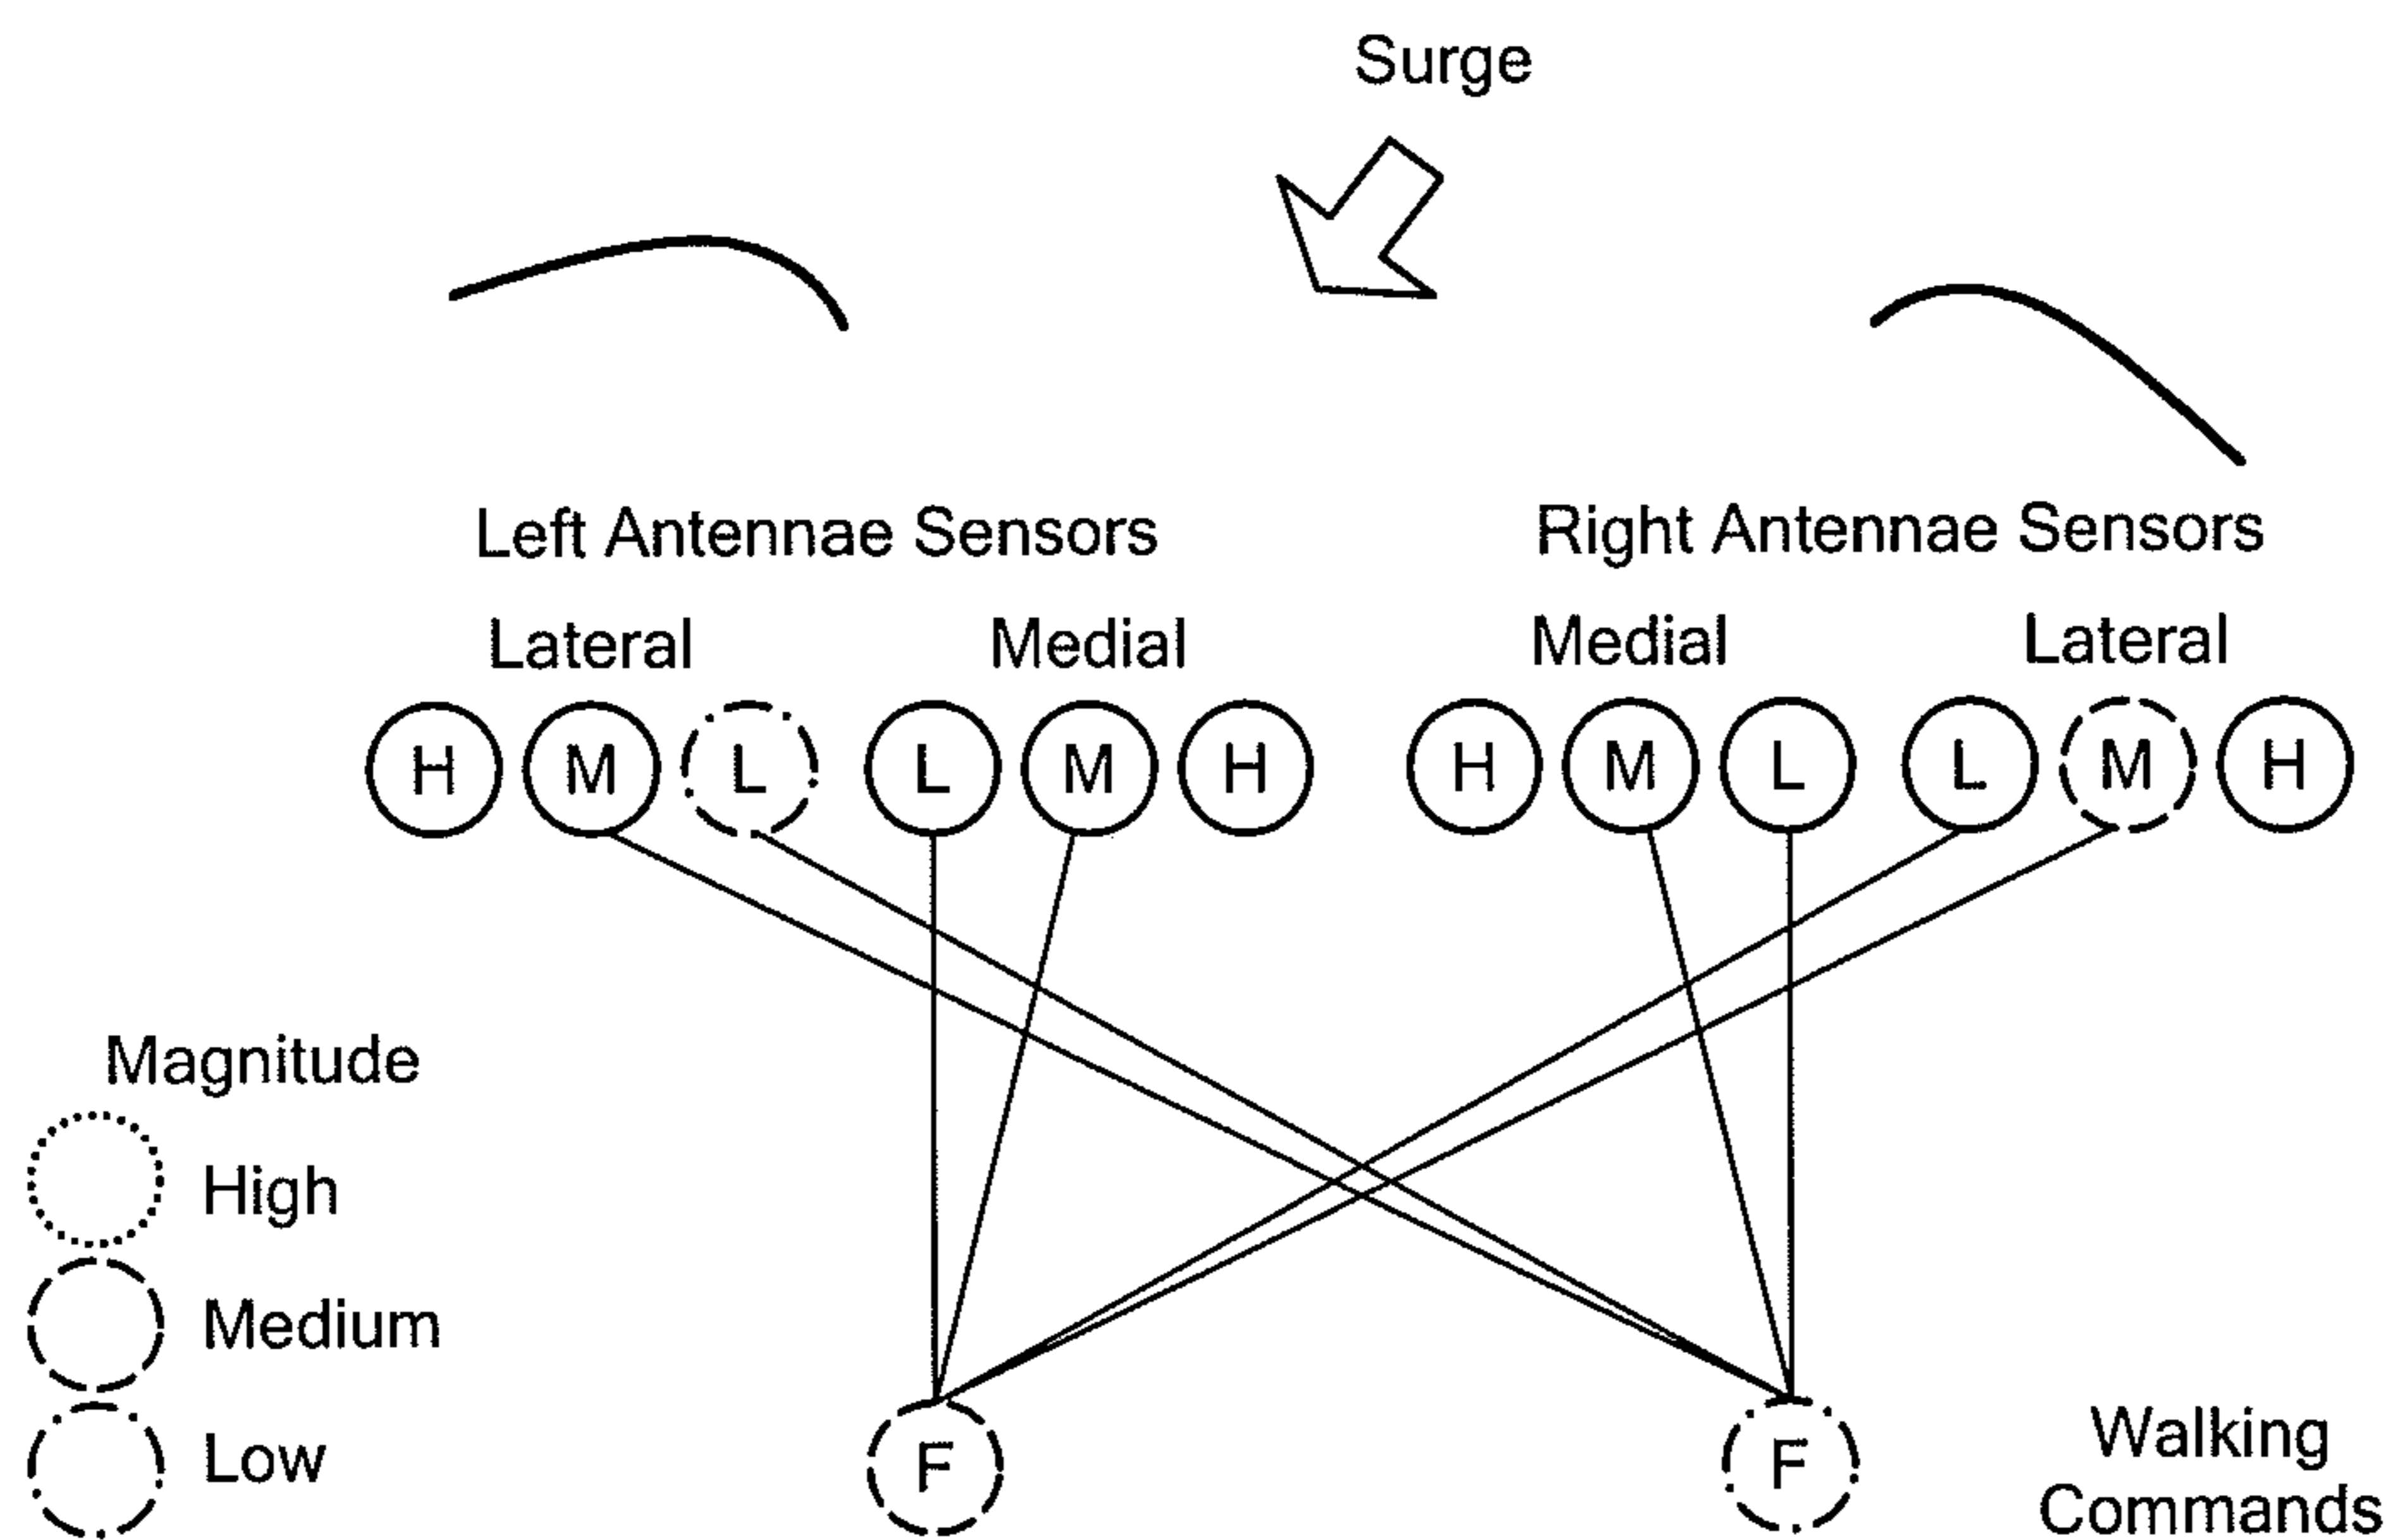 Surge
Left Antennae Sensors
Right Antennae Sensors
Lateral
Medial
Medial
Lateral
H M L L M H H M L L M H
Magnitude
High
Medium
Low
F
F
Walking
Commands